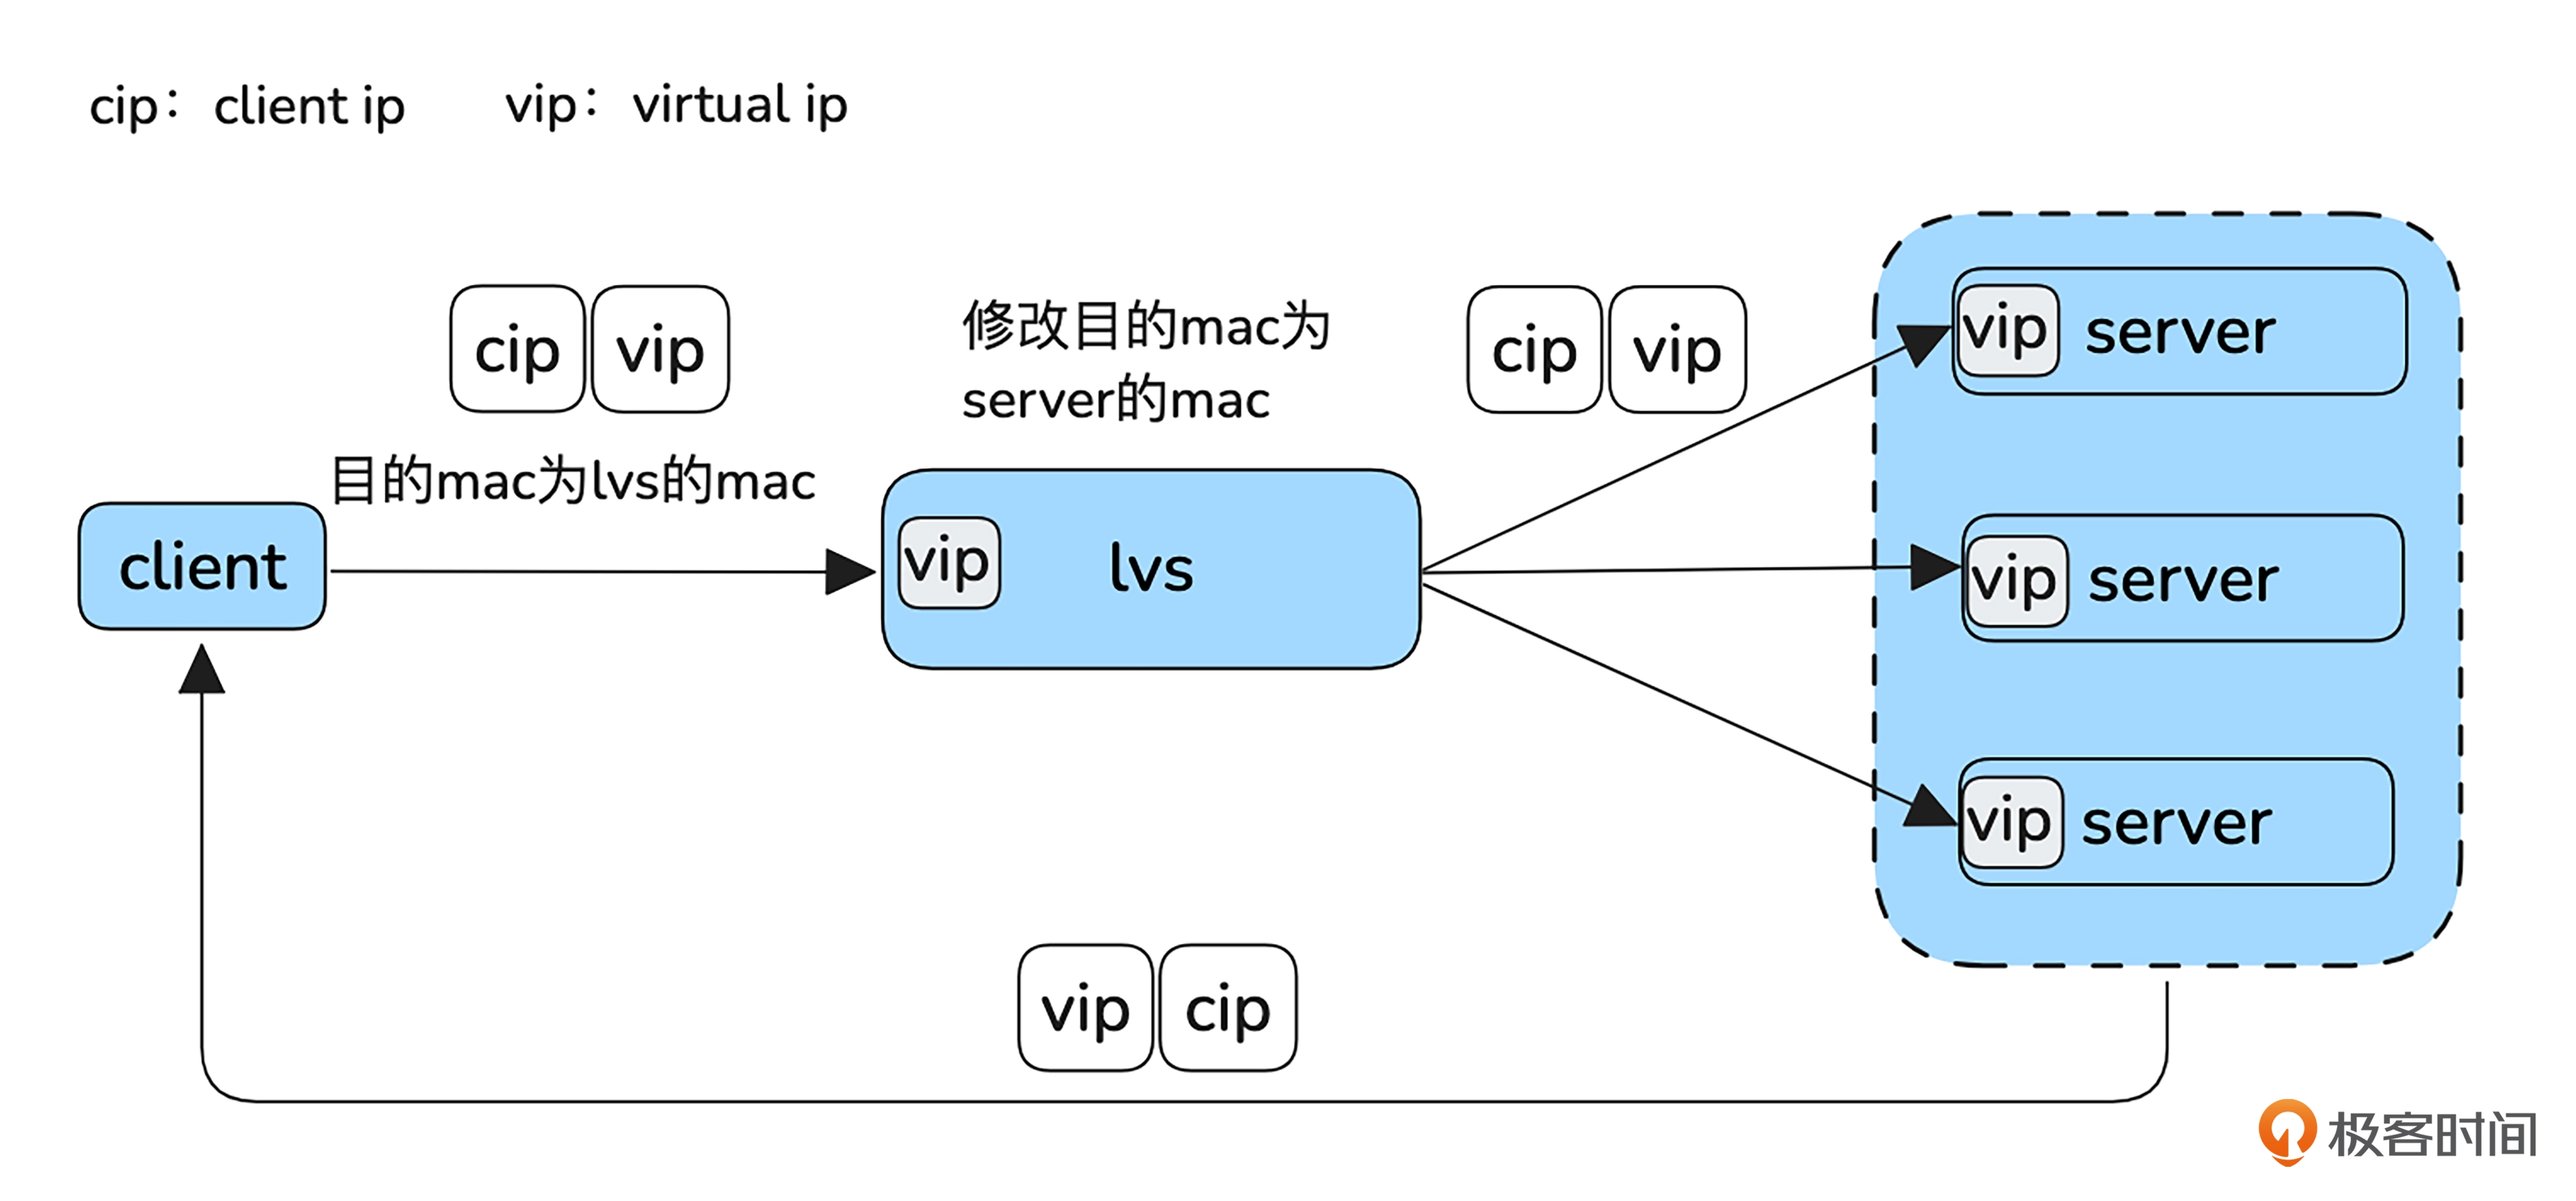 cip：client ip  vip：virtual ip
cip vip
目的mac为lvs的mac
client
修改目的mac为
server的mac
vip lvs
cip vip
vip server
vip server
vip server
vip cip
极客时间